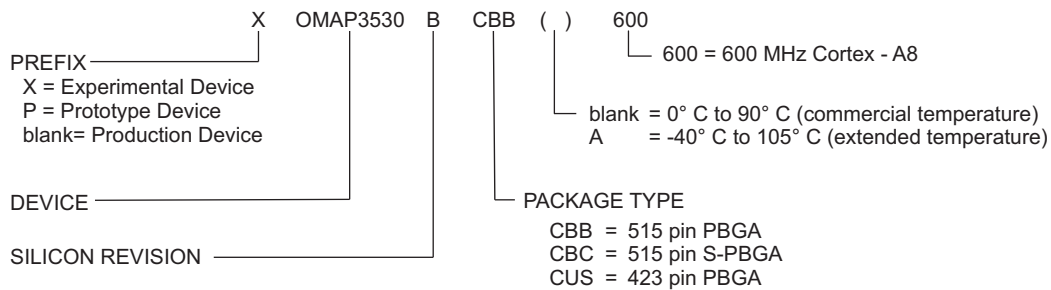 X OMAP3530 B CBB ( ) 600
600 = 600 MHz Cortex - A8
PREFIX
X = Experimental Device
P = Prototype Device
blank= Production Device
blank = 0° C to 90° C (commercial temperature)
A = -40° C to 105° C (extended temperature)
DEVICE
PACKAGE TYPE
CBB = 515 pin PBGA
CBC = 515 pin S-PBGA
CUS = 423 pin PBGA
SILICON REVISION